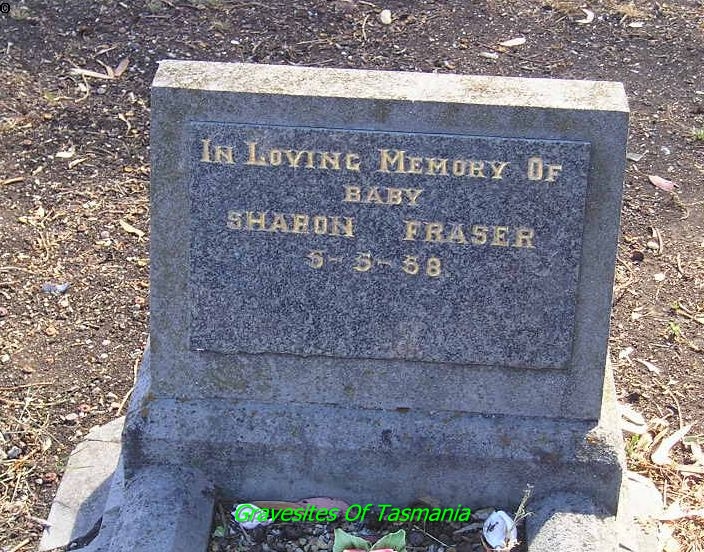 ©
In Loving Memory Of
BABY
SHARON FRASER
5-5-58
Gravesites Of Tasmania